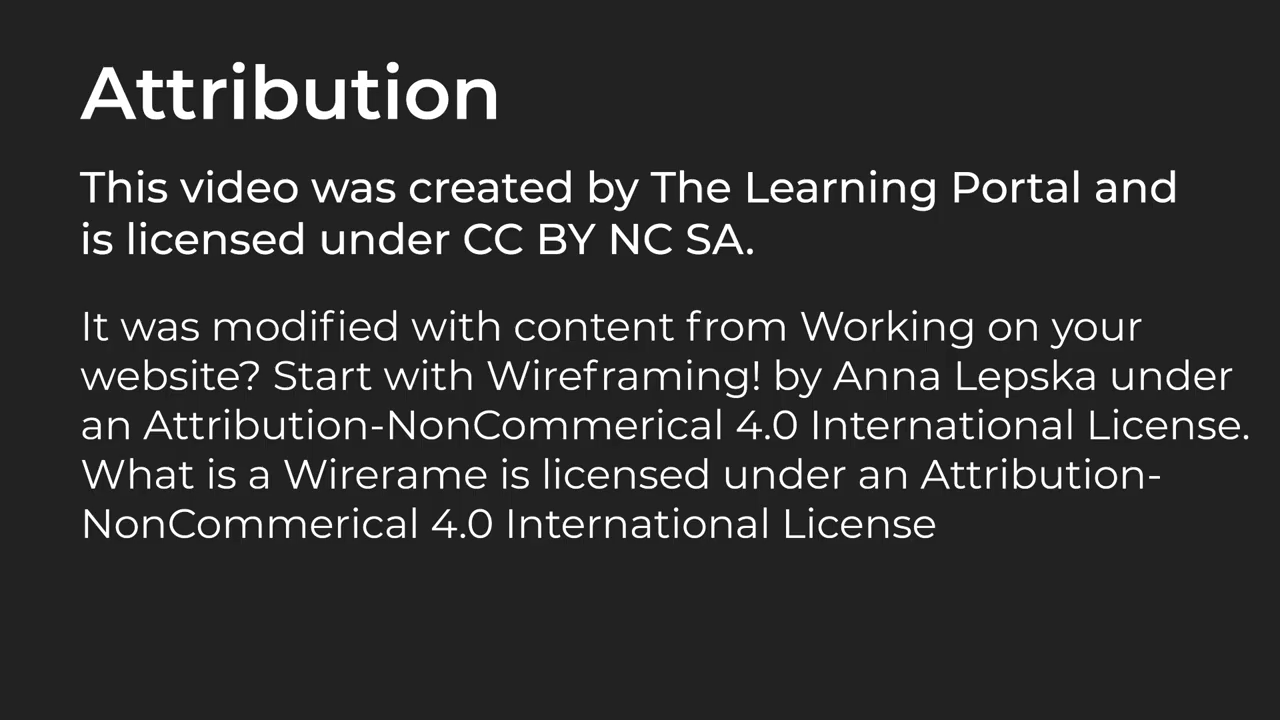 Attribution
This video was created by The Learning Portal and
is licensed under CC BY NC SA.
It was modified with content from Working on your
website? Start with Wireframing! by Anna Lepska under
an Attribution-NonCommerical 4.0 International License.
What is a Wirerame is licensed under an Attribution-
NonCommerical 4.0 International License